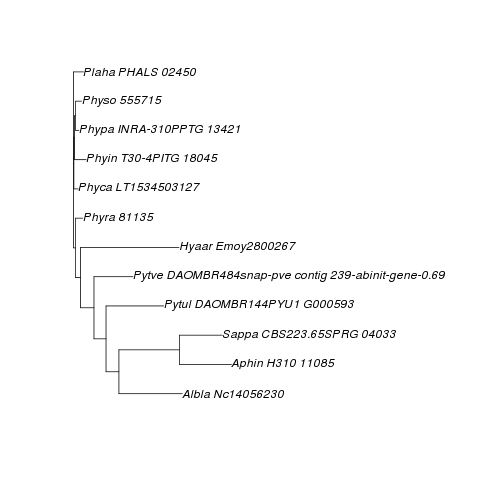 Plaha PHALS 02450
Physo 555715
Phypa INRA-310PPTG 13421
Phyin T30-4PITG 18045
Phyca LT1534503127
Phyra 81135
Hyaar Emoy2800267
Pytve DAOMBR484snap-pve contig 239-abinit-gene-0.69
Pytul DAOMBR144PYU1 G000593
Sappa CBS223.65SPRG 04033
Aphin H310 11085
Albla Nc14056230